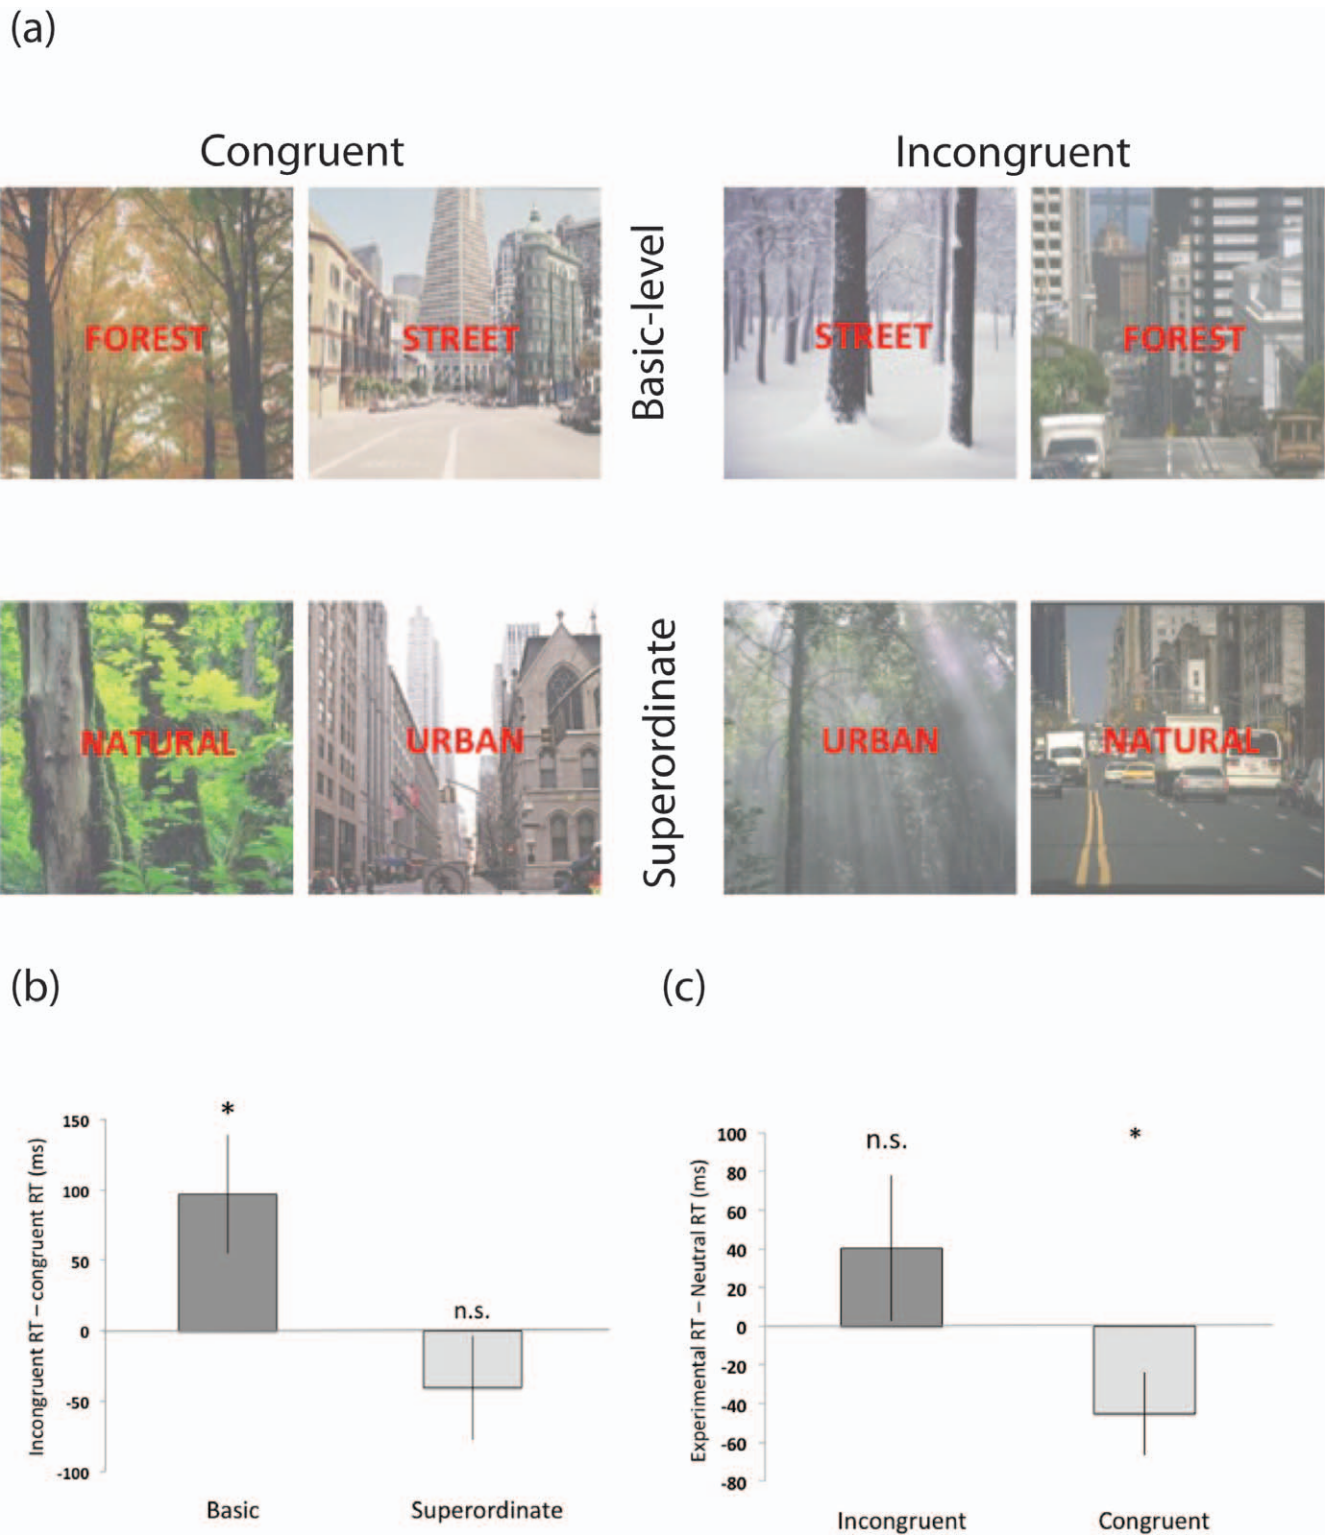 (a)
Congruent
Incongruent
FOREST
STREET
Basic-level
STREET
FOREST
NATURAL
URBAN
Superordinate
URBAN
NATURAL
(b)
Incongruent RT – congruent RT (ms)
150
100
50
0
-50
-100
*
n.s.
Basic
Superordinate
(c)
Experimental RT – Neutral RT (ms)
100
80
60
40
20
0
-20
-40
-60
-80
n.s.
*
Incongruent
Congruent